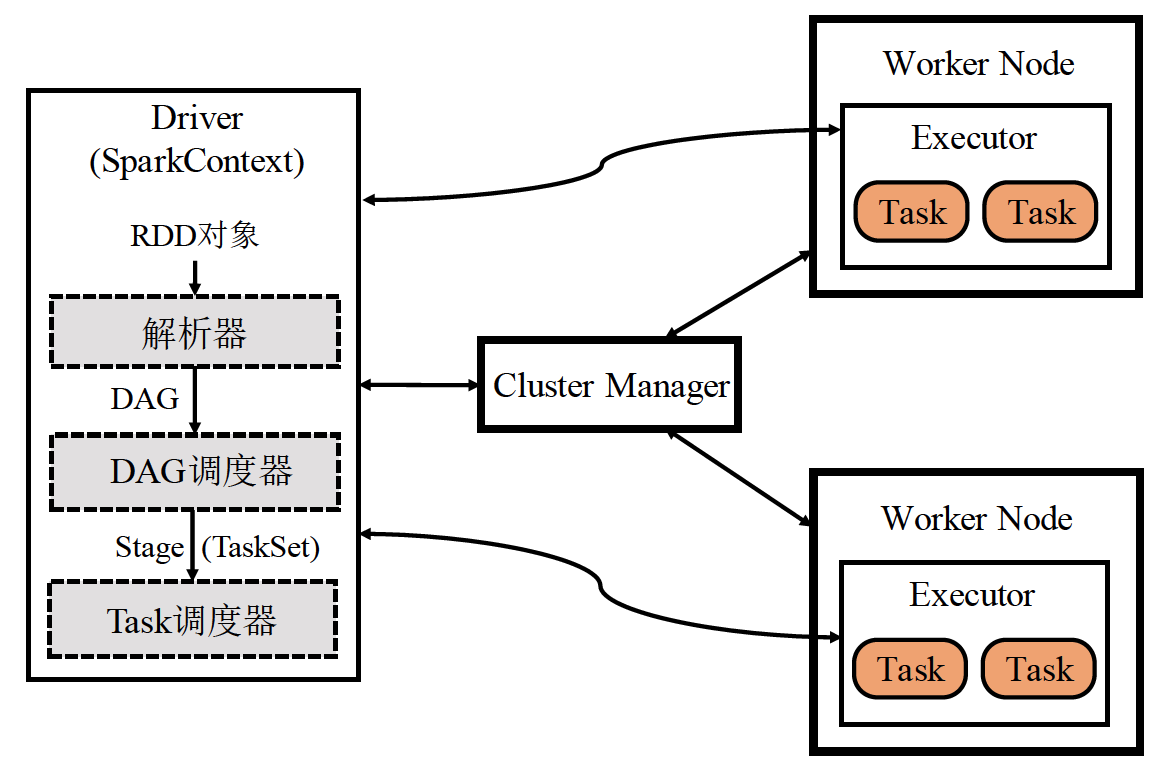 Driver
(SparkContext)
RDD对象
解析器
DAG
DAG调度器
Stage (TaskSet)
Task调度器
Cluster Manager
Worker Node
Executor
Task Task
Worker Node
Executor
Task Task